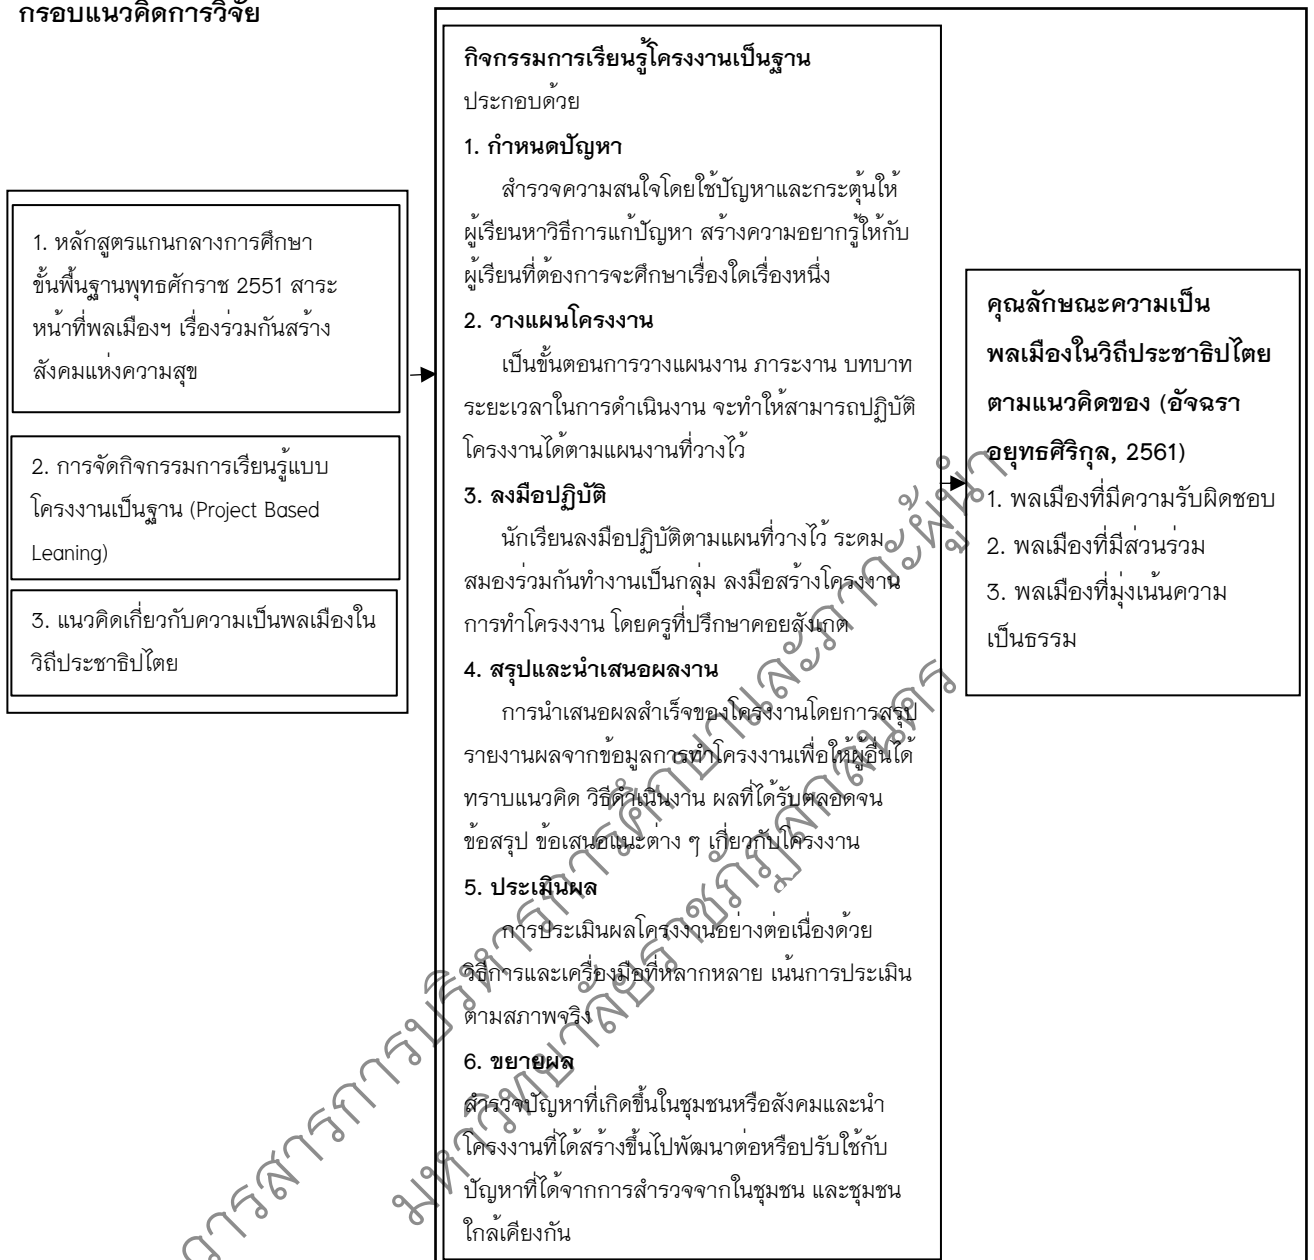 กรอบแนวคิดการวิจัย
1. หลักสูตรแกนกลางการศึกษา
ขั้นพื้นฐานพุทธศักราช 2551 สาระ
หน้าที่พลเมืองฯ เรื่องร่วมกันสร้าง
สังคมแห่งความสุข
2. การจัดกิจกรรมการเรียนรู้แบบ
โครงงานเป็นฐาน (Project Based
Leaning)
3. แนวคิดเกี่ยวกับความเป็นพลเมืองใน
วิถีประชาธิปไตย
กิจกรรมการเรียนรู้โครงงานเป็นฐาน
ประกอบด้วย
1. กำหนดปัญหา
สำรวจความสนใจโดยใช้ปัญหาและกระตุ้นให้
ผู้เรียนหาวิธีการแก้ปัญหา สร้างความอยากรู้ให้กับ
ผู้เรียนที่ต้องการจะศึกษาเรื่องใดเรื่องหนึ่ง
2. วางแผนโครงงาน
เป็นขั้นตอนการวางแผนงาน ภาระงาน บทบาท
ระยะเวลาในการดำเนินงาน จะทำให้สามารถปฏิบัติ
โครงงานได้ตามแผนงานที่วางไว้
3. ลงมือปฏิบัติ
นักเรียนลงมือปฏิบัติตามแผนที่วางไว้ ระดม
สมองร่วมกันทำงานเป็นกลุ่ม ลงมือสร้างโครงงาน
การทำโครงงาน โดยครูที่ปรึกษาคอยสังเกต
4. สรุปและนำเสนอผลงาน
การนำเสนอผลสำเร็จของโครงงานโดยการสรุป
รายงานผลจากข้อมูลการทำโครงงานเพื่อให้ผู้อื่นได้
ทราบแนวคิด วิธีดำเนินงาน ผลที่ได้รับตลอดจน
ข้อสรุป ข้อเสนอแนะต่าง ๆ เกี่ยวกับโครงงาน
5. ประเมินผล
การประเมินผลโครงงานอย่างต่อเนื่องด้วย
วิธีการและเครื่องมือที่หลากหลาย เน้นการประเมิน
ตามสภาพจริง
6. ขยายผล
สำรวจปัญหาที่เกิดขึ้นในชุมชนหรือสังคมและนำ
โครงงานที่ได้สร้างขึ้นไปพัฒนาต่อหรือปรับใช้กับ
ปัญหาที่ได้จากการสำรวจจากในชุมชน และชุมชน
ใกล้เคียงกัน
คุณลักษณะความเป็น
พลเมืองในวิถีประชาธิปไตย
ตามแนวคิดของ (อัจฉรา
อยุทธศิริกุล, 2561)
1. พลเมืองที่มีความรับผิดชอบ
2. พลเมืองที่มีส่วนร่วม
3. พลเมืองที่มุ่งเน้นความ
เป็นธรรม
วารสารการบริหารการศึกษาและภาวะผู้นำ
มหาวิทยาลัยราชภัฏสกลนคร